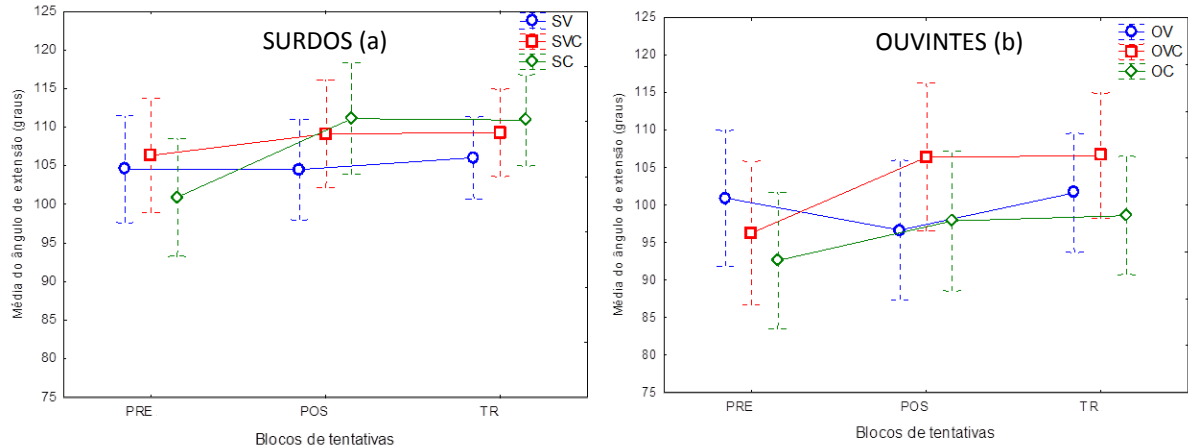 SURDOS (a)
SV
SVC
SC
Média do ângulo de extensão (graus)
125
120
115
110
105
100
95
90
85
80
75
PRE
POS
TR
Blocos de tentativas
OUVINTES (b)
OV
OVC
OC
Média do ângulo de extensão (graus)
125
120
115
110
105
100
95
90
85
80
75
PRE
POS
TR
Blocos de tentativas